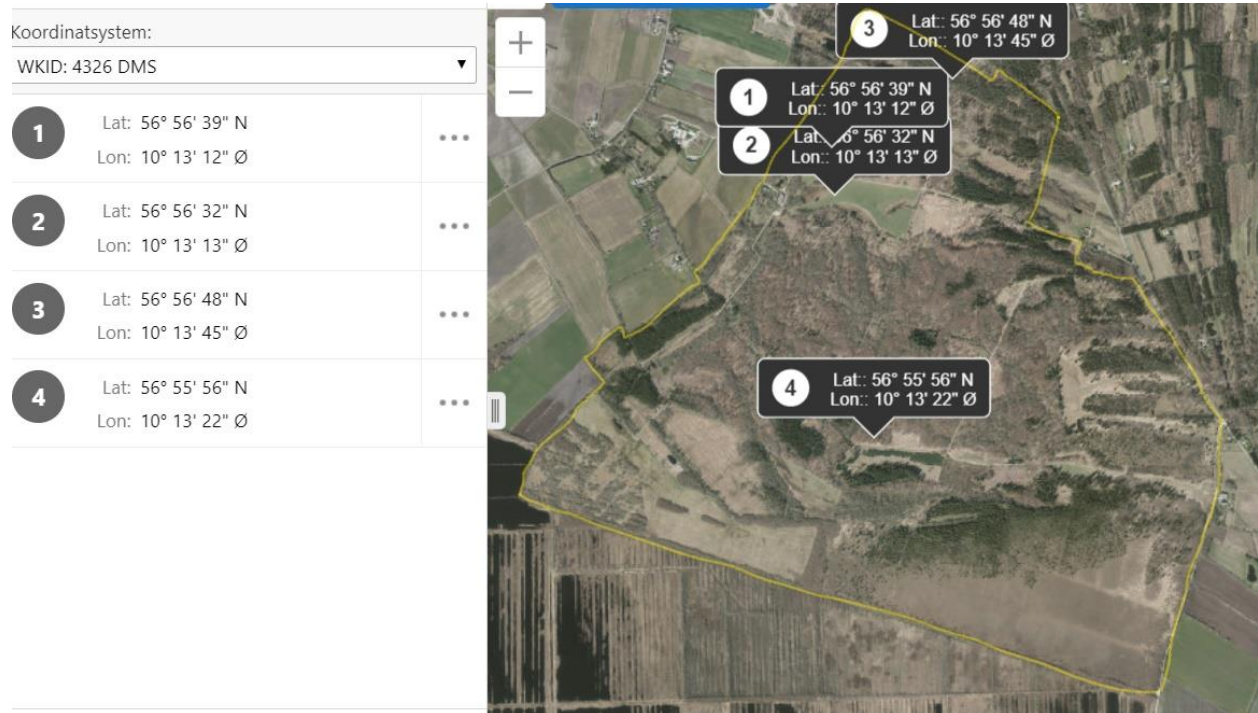 Koordinatsystem:
WKID: 4326 DMS
1
Lat: 56° 56' 39" N
Lon: 10° 13' 12" Ø
2
Lat: 56° 56' 32" N
Lon: 10° 13' 13" Ø
3
Lat: 56° 56' 48" N
Lon: 10° 13' 45" Ø
4
Lat: 56° 55' 56" N
Lon: 10° 13' 22" Ø
3
Lat:: 56° 56' 48" N
Lon:: 10° 13' 45" Ø
1
Lat:: 56° 56' 39" N
Lon:: 10° 13' 12" Ø
2
Lat:: 56' 32" N
Lon:: 10° 13' 13" Ø
4
Lat:: 56° 55' 56" N
Lon:: 10° 13' 22" Ø